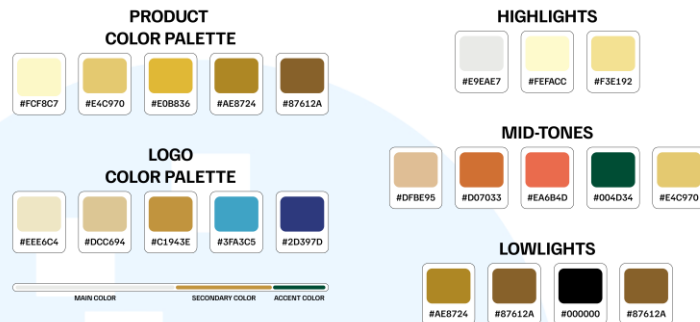 PRODUCT
COLOR PALETTE
#FCF8C7 #E4C970 #E0B836 #AE8724 #87612A
LOGO
COLOR PALETTE
#EEE6C4 #DCC694 #C1943E #3FA3C5 #2D397D
MAIN COLOR SECONDARY COLOR ACCENT COLOR
HIGHLIGHTS
#E9EAE7 #FEFACC #F3E192
MID-TONES
#DFBE95 #D07033 #EA6B4D #004D34 #E4C970
LOWLIGHTS
#AE8724 #87612A #000000 #87612A